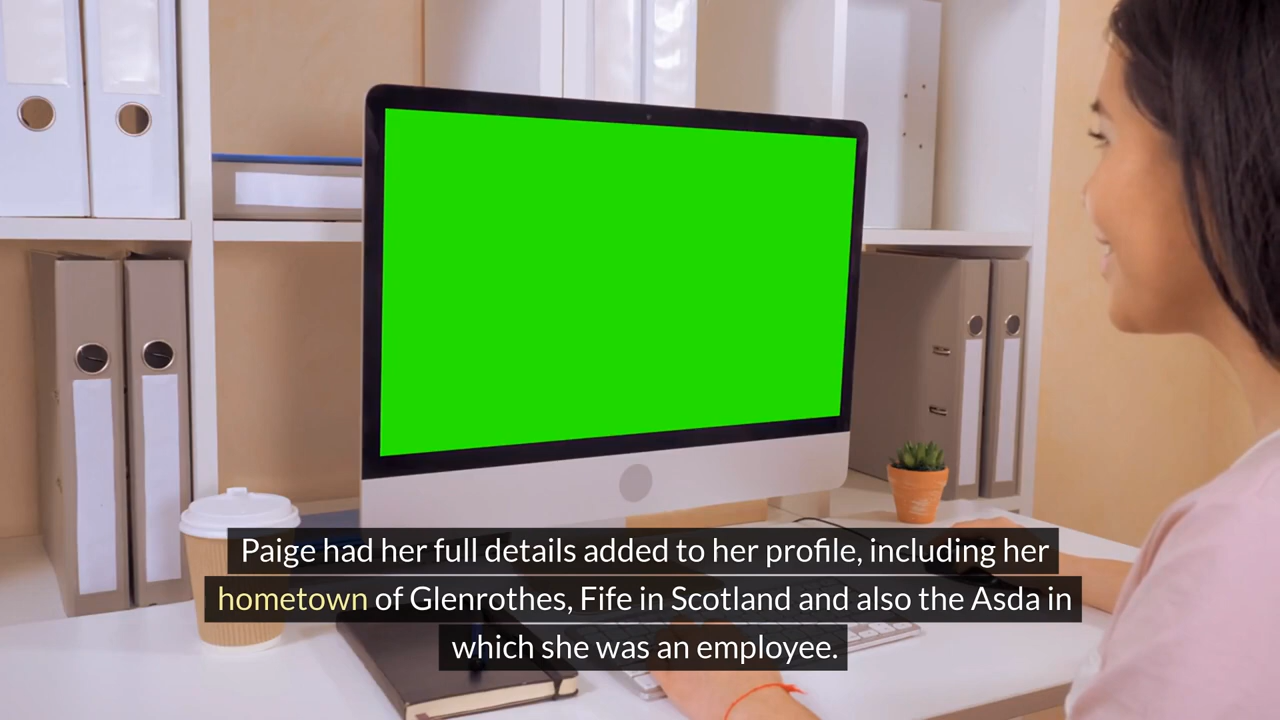 Paige had her full details added to her profile, including her
hometown of Glenrothes, Fife in Scotland and also the Asda in
which she was an employee.